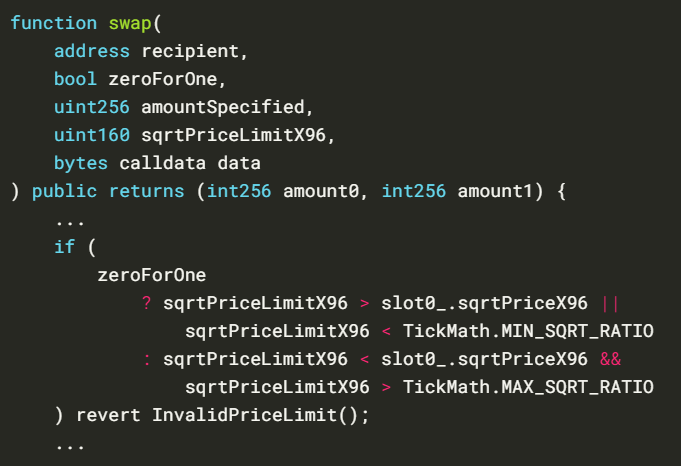 function swap(
    address recipient,
    bool zeroForOne,
    uint256 amountSpecified,
    uint160 sqrtPriceLimitX96,
    bytes calldata data
) public returns (int256 amount0, int256 amount1) {
    ...
    if (
        zeroForOne
            ? sqrtPriceLimitX96 > slot0_.sqrtPriceX96 ||
                sqrtPriceLimitX96 < TickMath.MIN_SQRT_RATIO
            : sqrtPriceLimitX96 < slot0_.sqrtPriceX96 &&
                sqrtPriceLimitX96 > TickMath.MAX_SQRT_RATIO
    ) revert InvalidPriceLimit();
    ...